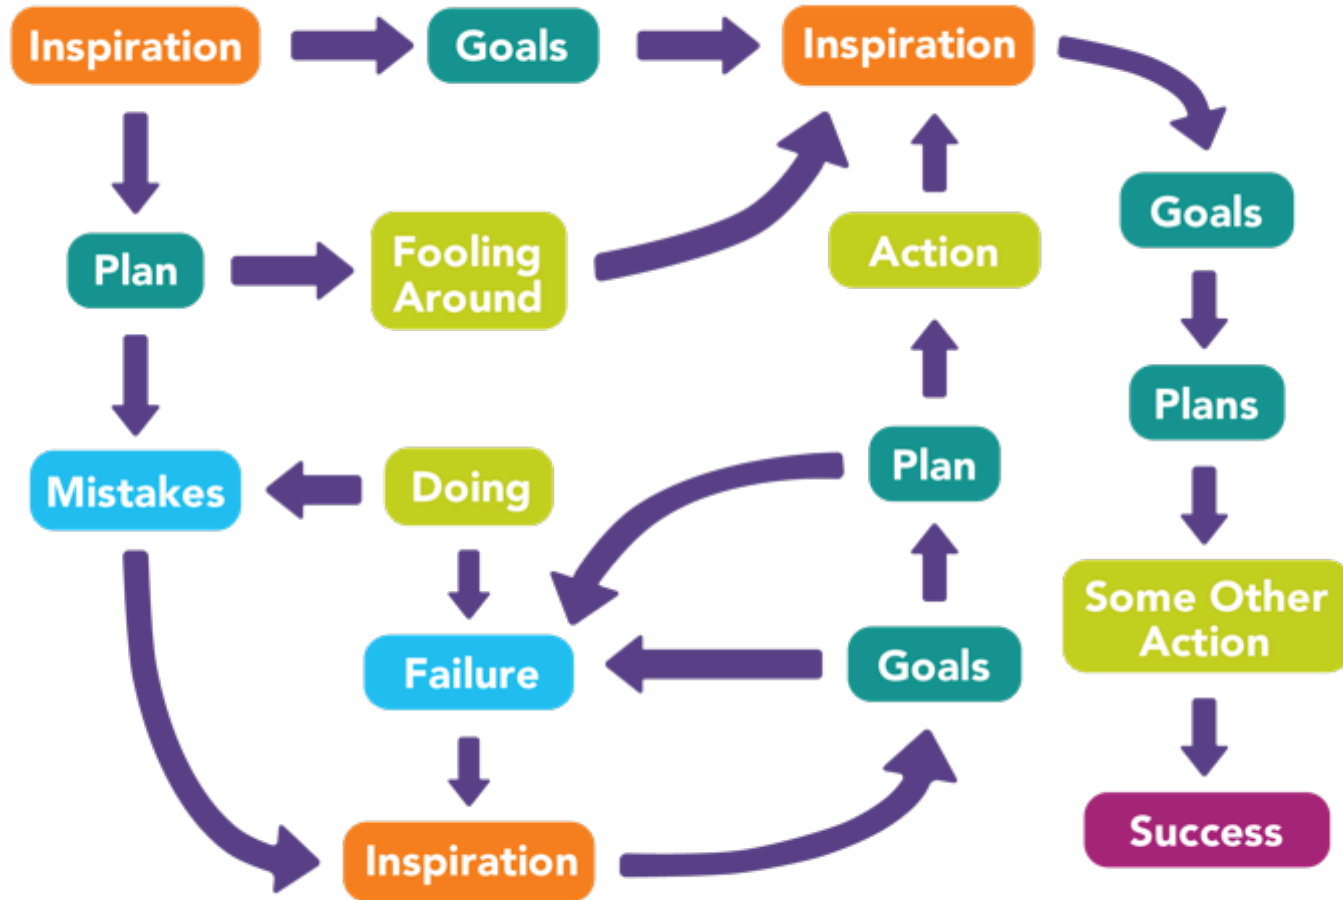 Inspiration
Goals
Inspiration
Goals
Plan
Fooling
Around
Action
Plans
Mistakes
Doing
Plan
Some Other
Action
Failure
Goals
Success
Inspiration